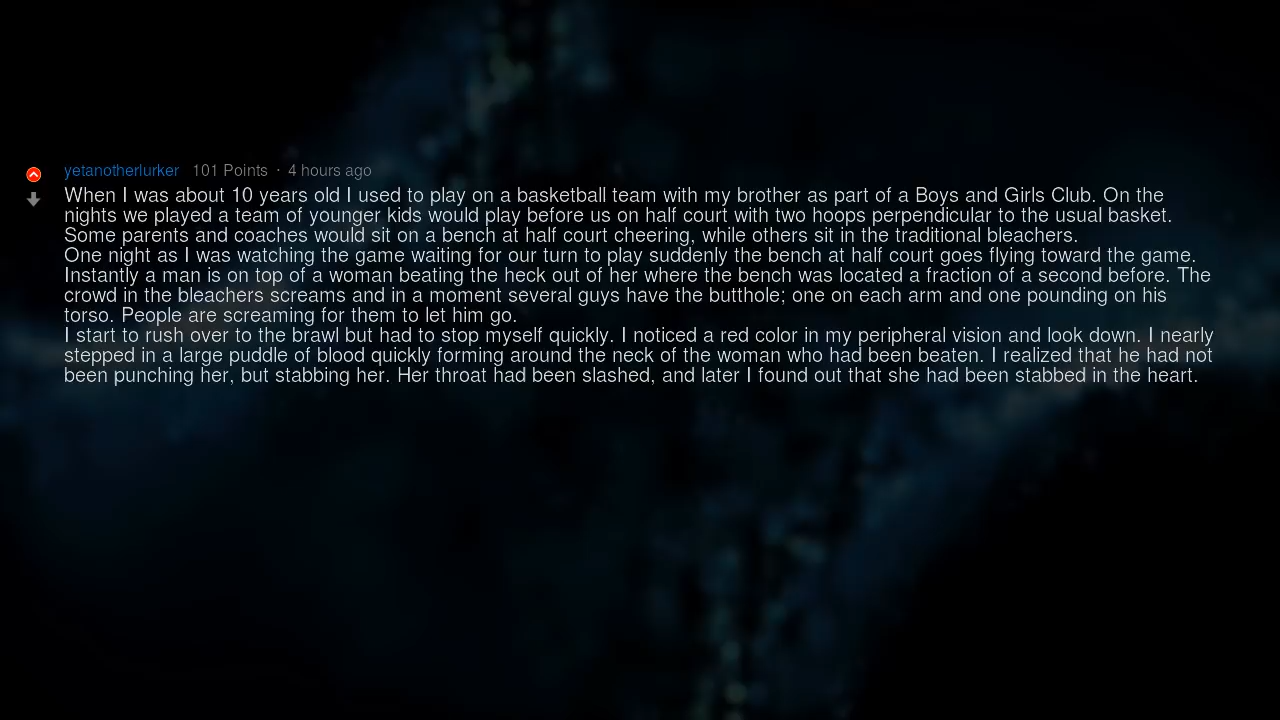 yetanotherlurker 101 Points · 4 hours ago
When I was about 10 years old I used to play on a basketball team with my brother as part of a Boys and Girls Club. On the
nights we played a team of younger kids would play before us on half court with two hoops perpendicular to the usual basket.
Some parents and coaches would sit on a bench at half court cheering, while others sit in the traditional bleachers.
One night as I was watching the game waiting for our turn to play suddenly the bench at half court goes flying toward the game.
Instantly a man is on top of a woman beating the heck out of her where the bench was located a fraction of a second before. The
crowd in the bleachers screams and in a moment several guys have the butthole; one on each arm and one pounding on his
torso. People are screaming for them to let him go.
I start to rush over to the brawl but had to stop myself quickly. I noticed a red color in my peripheral vision and look down. I nearly
stepped in a large puddle of blood quickly forming around the neck of the woman who had been beaten. I realized that he had not
been punching her, but stabbing her. Her throat had been slashed, and later I found out that she had been stabbed in the heart.